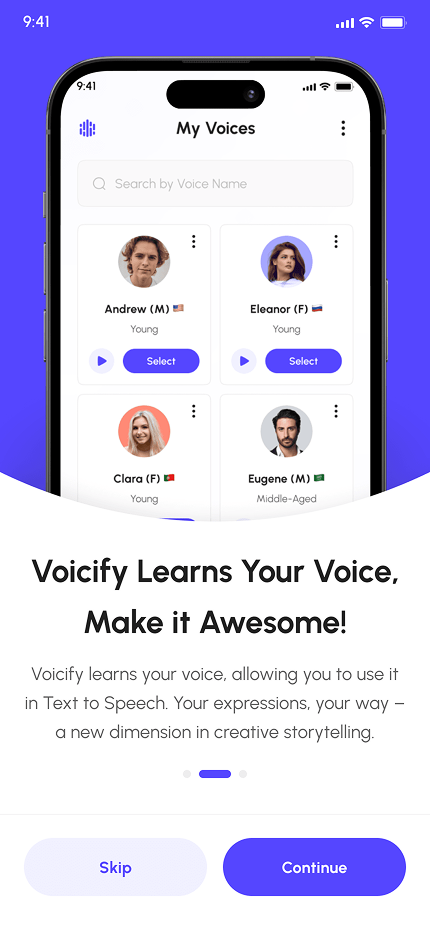 9:41
9:41
My Voices
Search by Voice Name
Andrew (M) 🇺🇸
Eleanor (F) 🇷🇺
Young
Young
Select
Select
Clara (F) 🇵🇹
Eugene (M) 🇸🇦
Young
Middle-Aged
Voicify Learns Your Voice,
Make it Awesome!
Voicify learns your voice, allowing you to use it
in Text to Speech. Your expressions, your way –
a new dimension in creative storytelling.
Skip
Continue